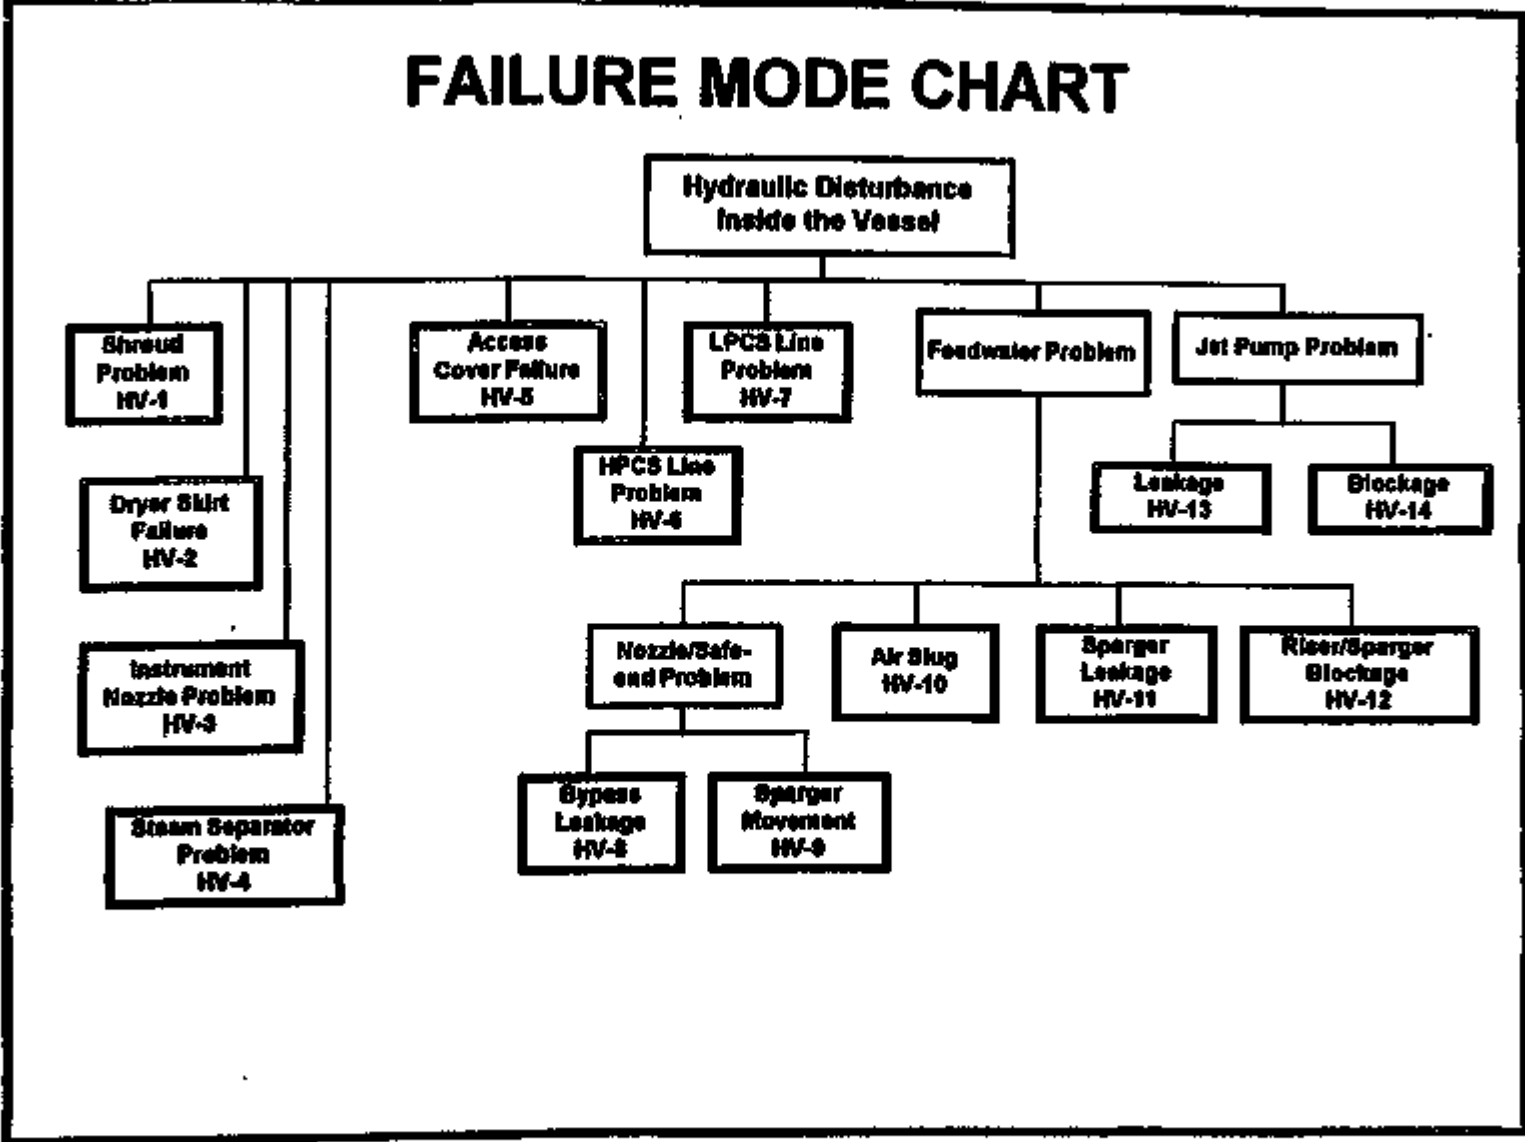 FAILURE MODE CHART
Hydraulic Disturbance
Inside the Vessel
Shroud
Problem
HV-1
Access
Cover Failure
HV-5
LPCS Line
Problem
HV-7
Feedwater Problem
Jet Pump Problem
HPCS Line
Problem
HV-6
Dryer Skirt
Failure
HV-2
Leakage
HV-13
Blockage
HV-14
Instrument
Nozzle Problem
HV-3
Nozzle/Safe-
end Problem
Air Slug
HV-10
Sparger
Leakage
HV-11
Riser/Sparger
Blockage
HV-12
Steam Separator
Problem
HV-4
Bypass
Leakage
HV-8
Sparger
Movement
HV-9